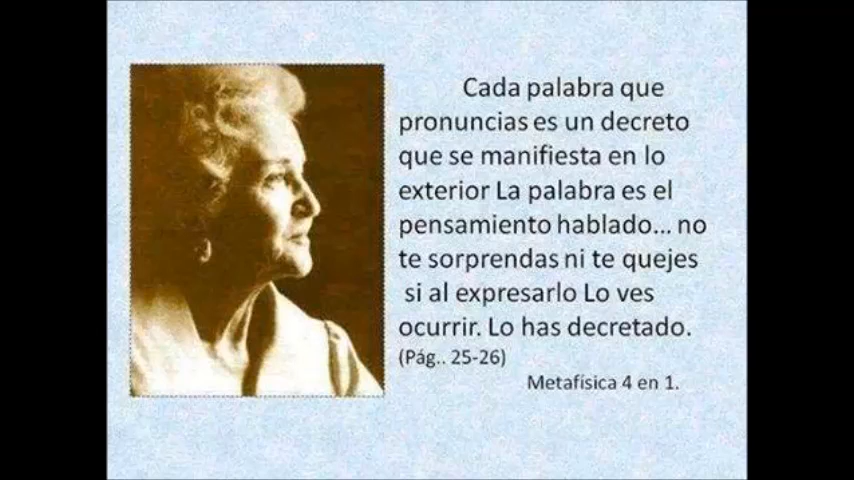 Cada palabra que
pronuncias es un decreto
que se manifiesta en lo
exterior La palabra es el
pensamiento hablado... no
te sorprendas ni te quejes
si al expresarlo Lo ves
ocurrir. Lo has decretado.
(Pág.. 25-26)
Metafísica 4 en 1.